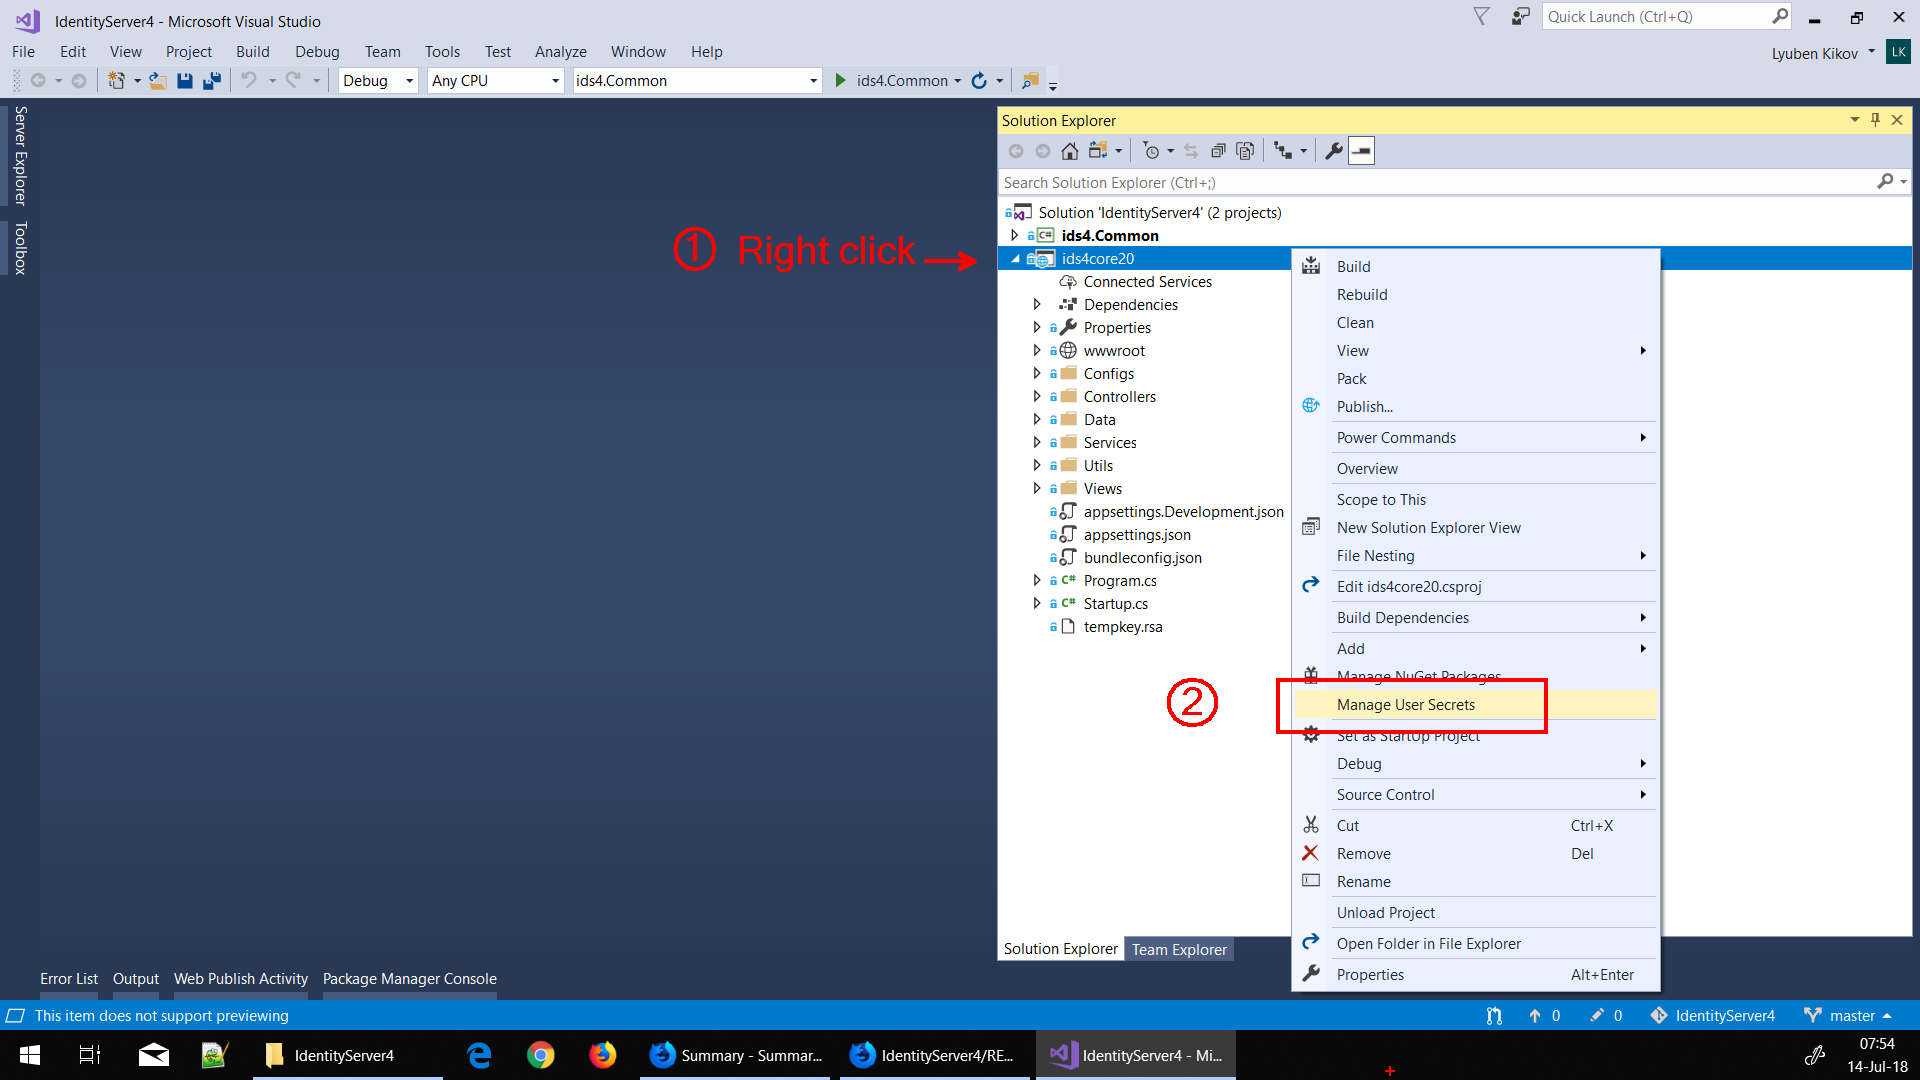 IdentityServer4 - Microsoft Visual Studio
Quick Launch (Ctrl+Q)
File Edit View Project Build Debug Team Tools Test Analyze Window Help
Lyuben Kikov LK
Debug Any CPU ids4.Common ids4.Common
Server Explorer
Toolbox
Solution Explorer
Search Solution Explorer (Ctrl+;)
Solution 'IdentityServer4' (2 projects)
C# ids4.Common
1 Right click
ids4core20
Connected Services
Dependencies
Properties
wwwroot
Configs
Controllers
Data
Services
Utils
Views
appsettings.Development.json
appsettings.json
bundleconfig.json
C# Program.cs
C# Startup.cs
tempkey.rsa
Build
Rebuild
Clean
View
Pack
Publish...
Power Commands
Overview
Scope to This
New Solution Explorer View
File Nesting
Edit ids4core20.csproj
Build Dependencies
Add
Manage NuGet Packages
2
Manage User Secrets
Set as StartUp Project
Debug
Source Control
Cut Ctrl+X
Remove Del
Rename
Unload Project
Open Folder in File Explorer
Properties Alt+Enter
Solution Explorer Team Explorer
Error List Output Web Publish Activity Package Manager Console
This item does not support previewing
0 0 IdentityServer4 master
IdentityServer4
Summary - Summar...
IdentityServer4/RE...
IdentityServer4 - Mi...
07:54
14-Jul-18